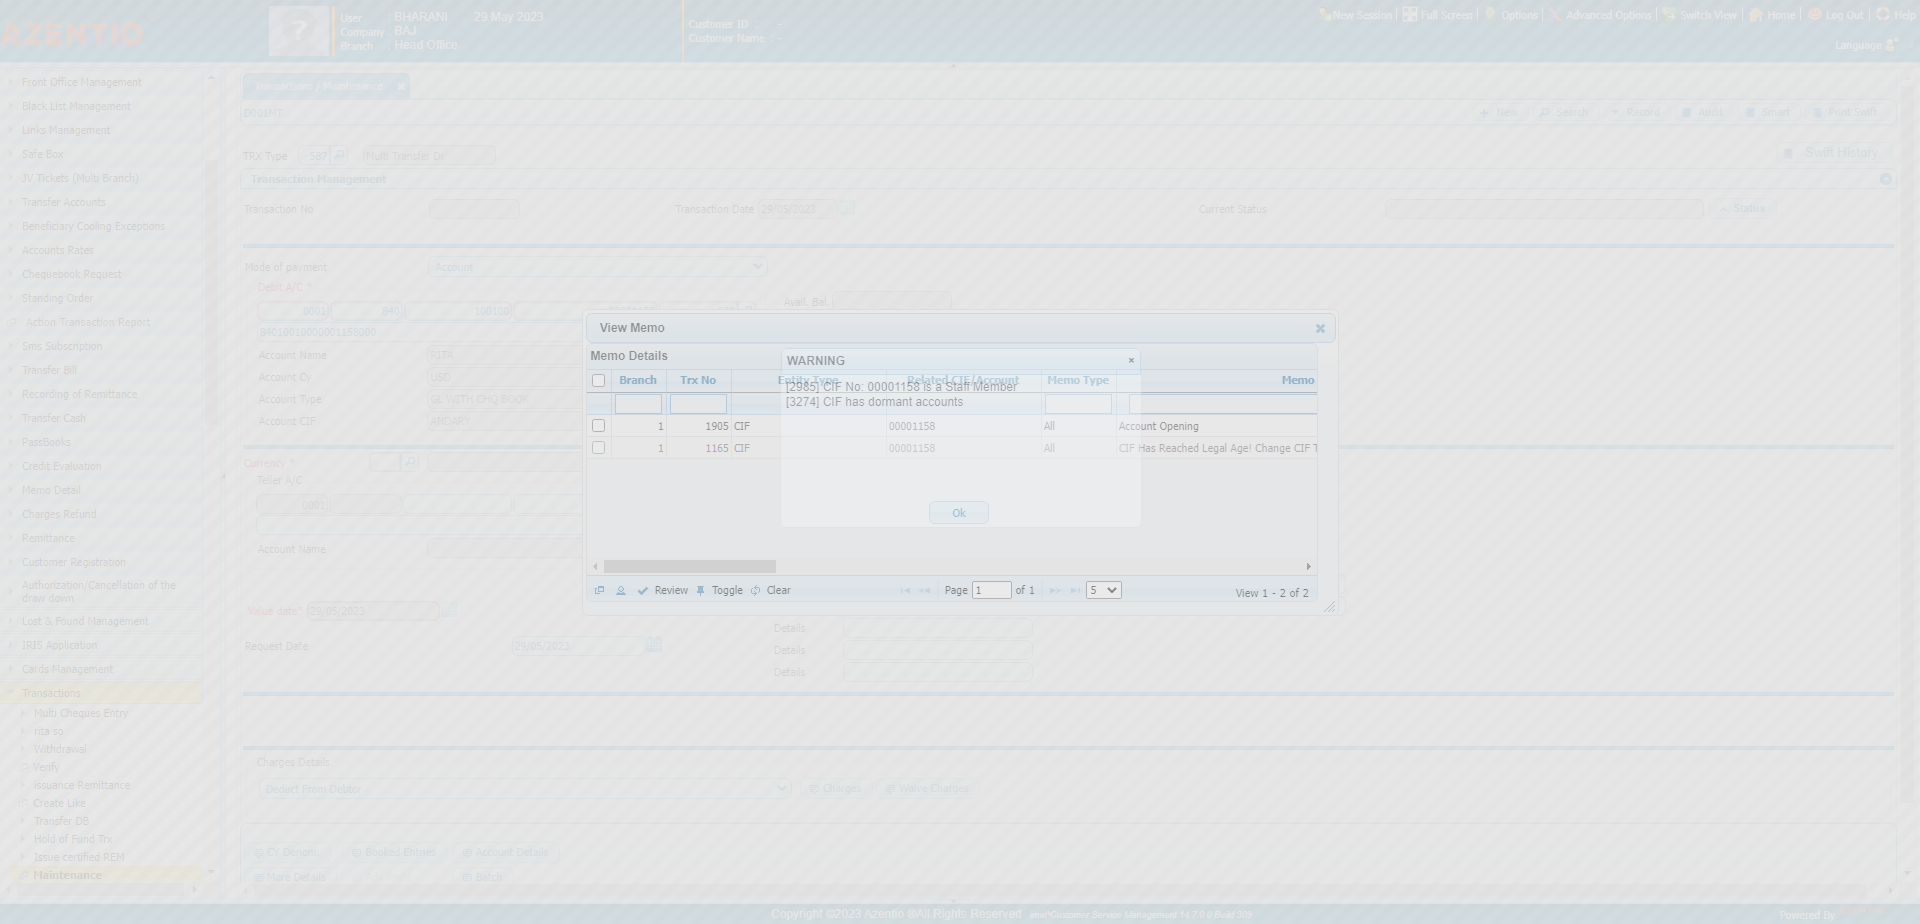 AZENTIO
User BHARANI 29 May 2023
Company BAJ
Branch Head Office
Customer ID -
Customer Name -
New Session Full Screen Options Advanced Options Switch View Home Log Out Help
Language
Front Office Management
Black List Management
Links Management
Safe Box
JV Tickets (Multi Branch)
Transfer Accounts
Beneficiary Cooling Exceptions
Accounts Rates
Chequebook Request
Standing Order
Action Transaction Report
Sms Subscription
Transfer Bill
Recording of Remittance
Transfer Cash
PassBooks
Credit Evaluation
Memo Detail
Charges Refund
Remittance
Customer Registration
Authorization/Cancellation of the
draw down
Lost & Found Management
IRIS Application
Cards Management
Transactions
Multi Cheques Entry
rita so
Withdrawal
Verify
issuance Remittance
Create Like
Transfer DB
Hold of Fund Trx
Issue certified REM
Maintenance
Transactions / Maintenance
D001MT
New Search Record Audit Smart Print Swift
TRX Type 587 Multi Transfer Dr
Swift History
Transaction Management
Transaction No
Transaction Date 29/05/2023
Current Status
Status
Mode of payment Account
Debit A/C *
0001 840 100100
Avail. Bal.
84010010000001158000
Account Name RITA
Account Cy USD
Account Type GL WITH CHQ BOOK
Account CIF
Currency *
Teller A/C
0001
Account Name
Value date* 29/05/2023
Request Date 29/05/2023
Details
Details
Details
View Memo
Memo Details
Branch Trx No Entity Type Related CIF/Account Memo Type Memo
1 1905 CIF 00001158 All Account Opening
1 1165 CIF 00001158 All CIF Has Reached Legal Age! Change CIF T
WARNING
[2985] CIF No: 00001158 is a Staff Member
[3274] CIF has dormant accounts
Ok
Review Toggle Clear
Page 1 of 1 5
View 1 - 2 of 2
Charges Details
Deduct From Debtor Charges Waive Charges
CY Denom. Booked Entries Account Details
More Details Batch
Copyright ©2023 Azentio ®All Rights Reserved
Powered By